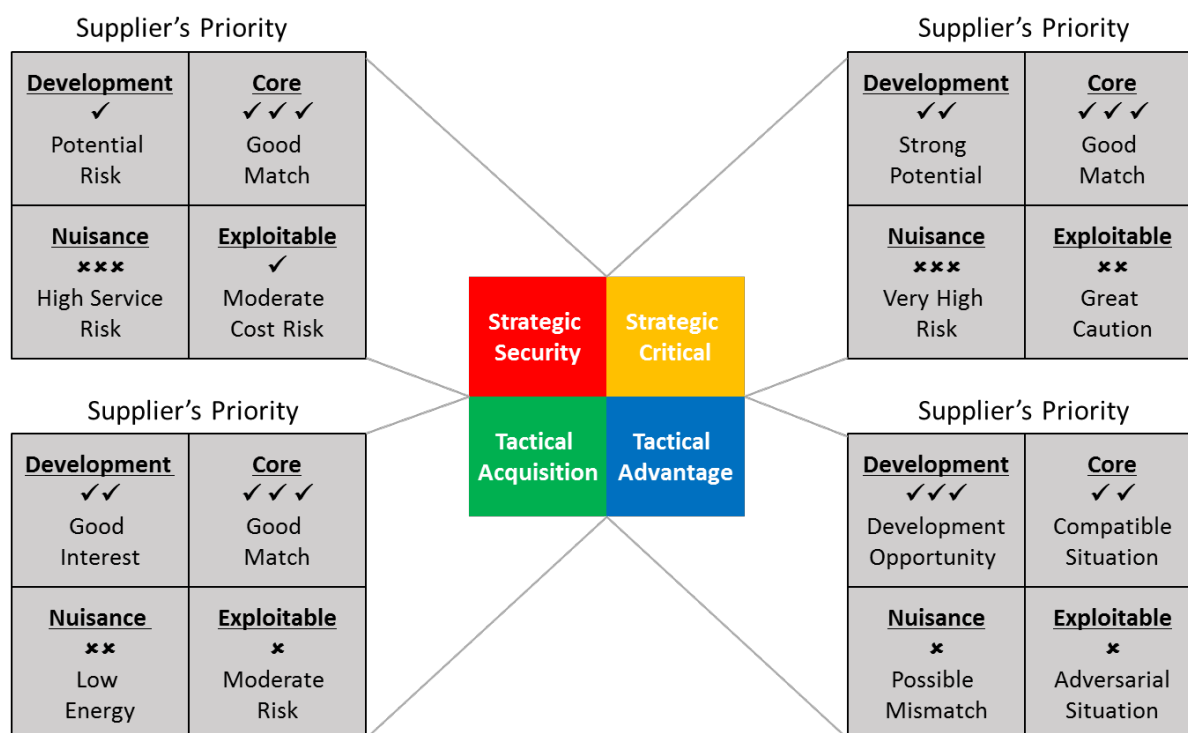 Supplier's Priority
Development
✓
Potential
Risk
Core
✓ ✓ ✓
Good
Match
Nuisance
×××
High Service
Risk
Exploitable
✓
Moderate
Cost Risk
Supplier's Priority
Development
✓✓
Strong
Potential
Core
✓ ✓ ✓
Good
Match
Nuisance
×××
Very High
Risk
Exploitable
××
Great
Caution
Strategic
Security
Strategic
Critical
Tactical
Acquisition
Tactical
Advantage
Supplier's Priority
Development
✓✓
Good
Interest
Core
✓ ✓ ✓
Good
Match
Nuisance
××
Low
Energy
Exploitable
×
Moderate
Risk
Supplier's Priority
Development
✓✓✓
Development
Opportunity
Core
✓ ✓
Compatible
Situation
Nuisance
×
Possible
Mismatch
Exploitable
×
Adversarial
Situation